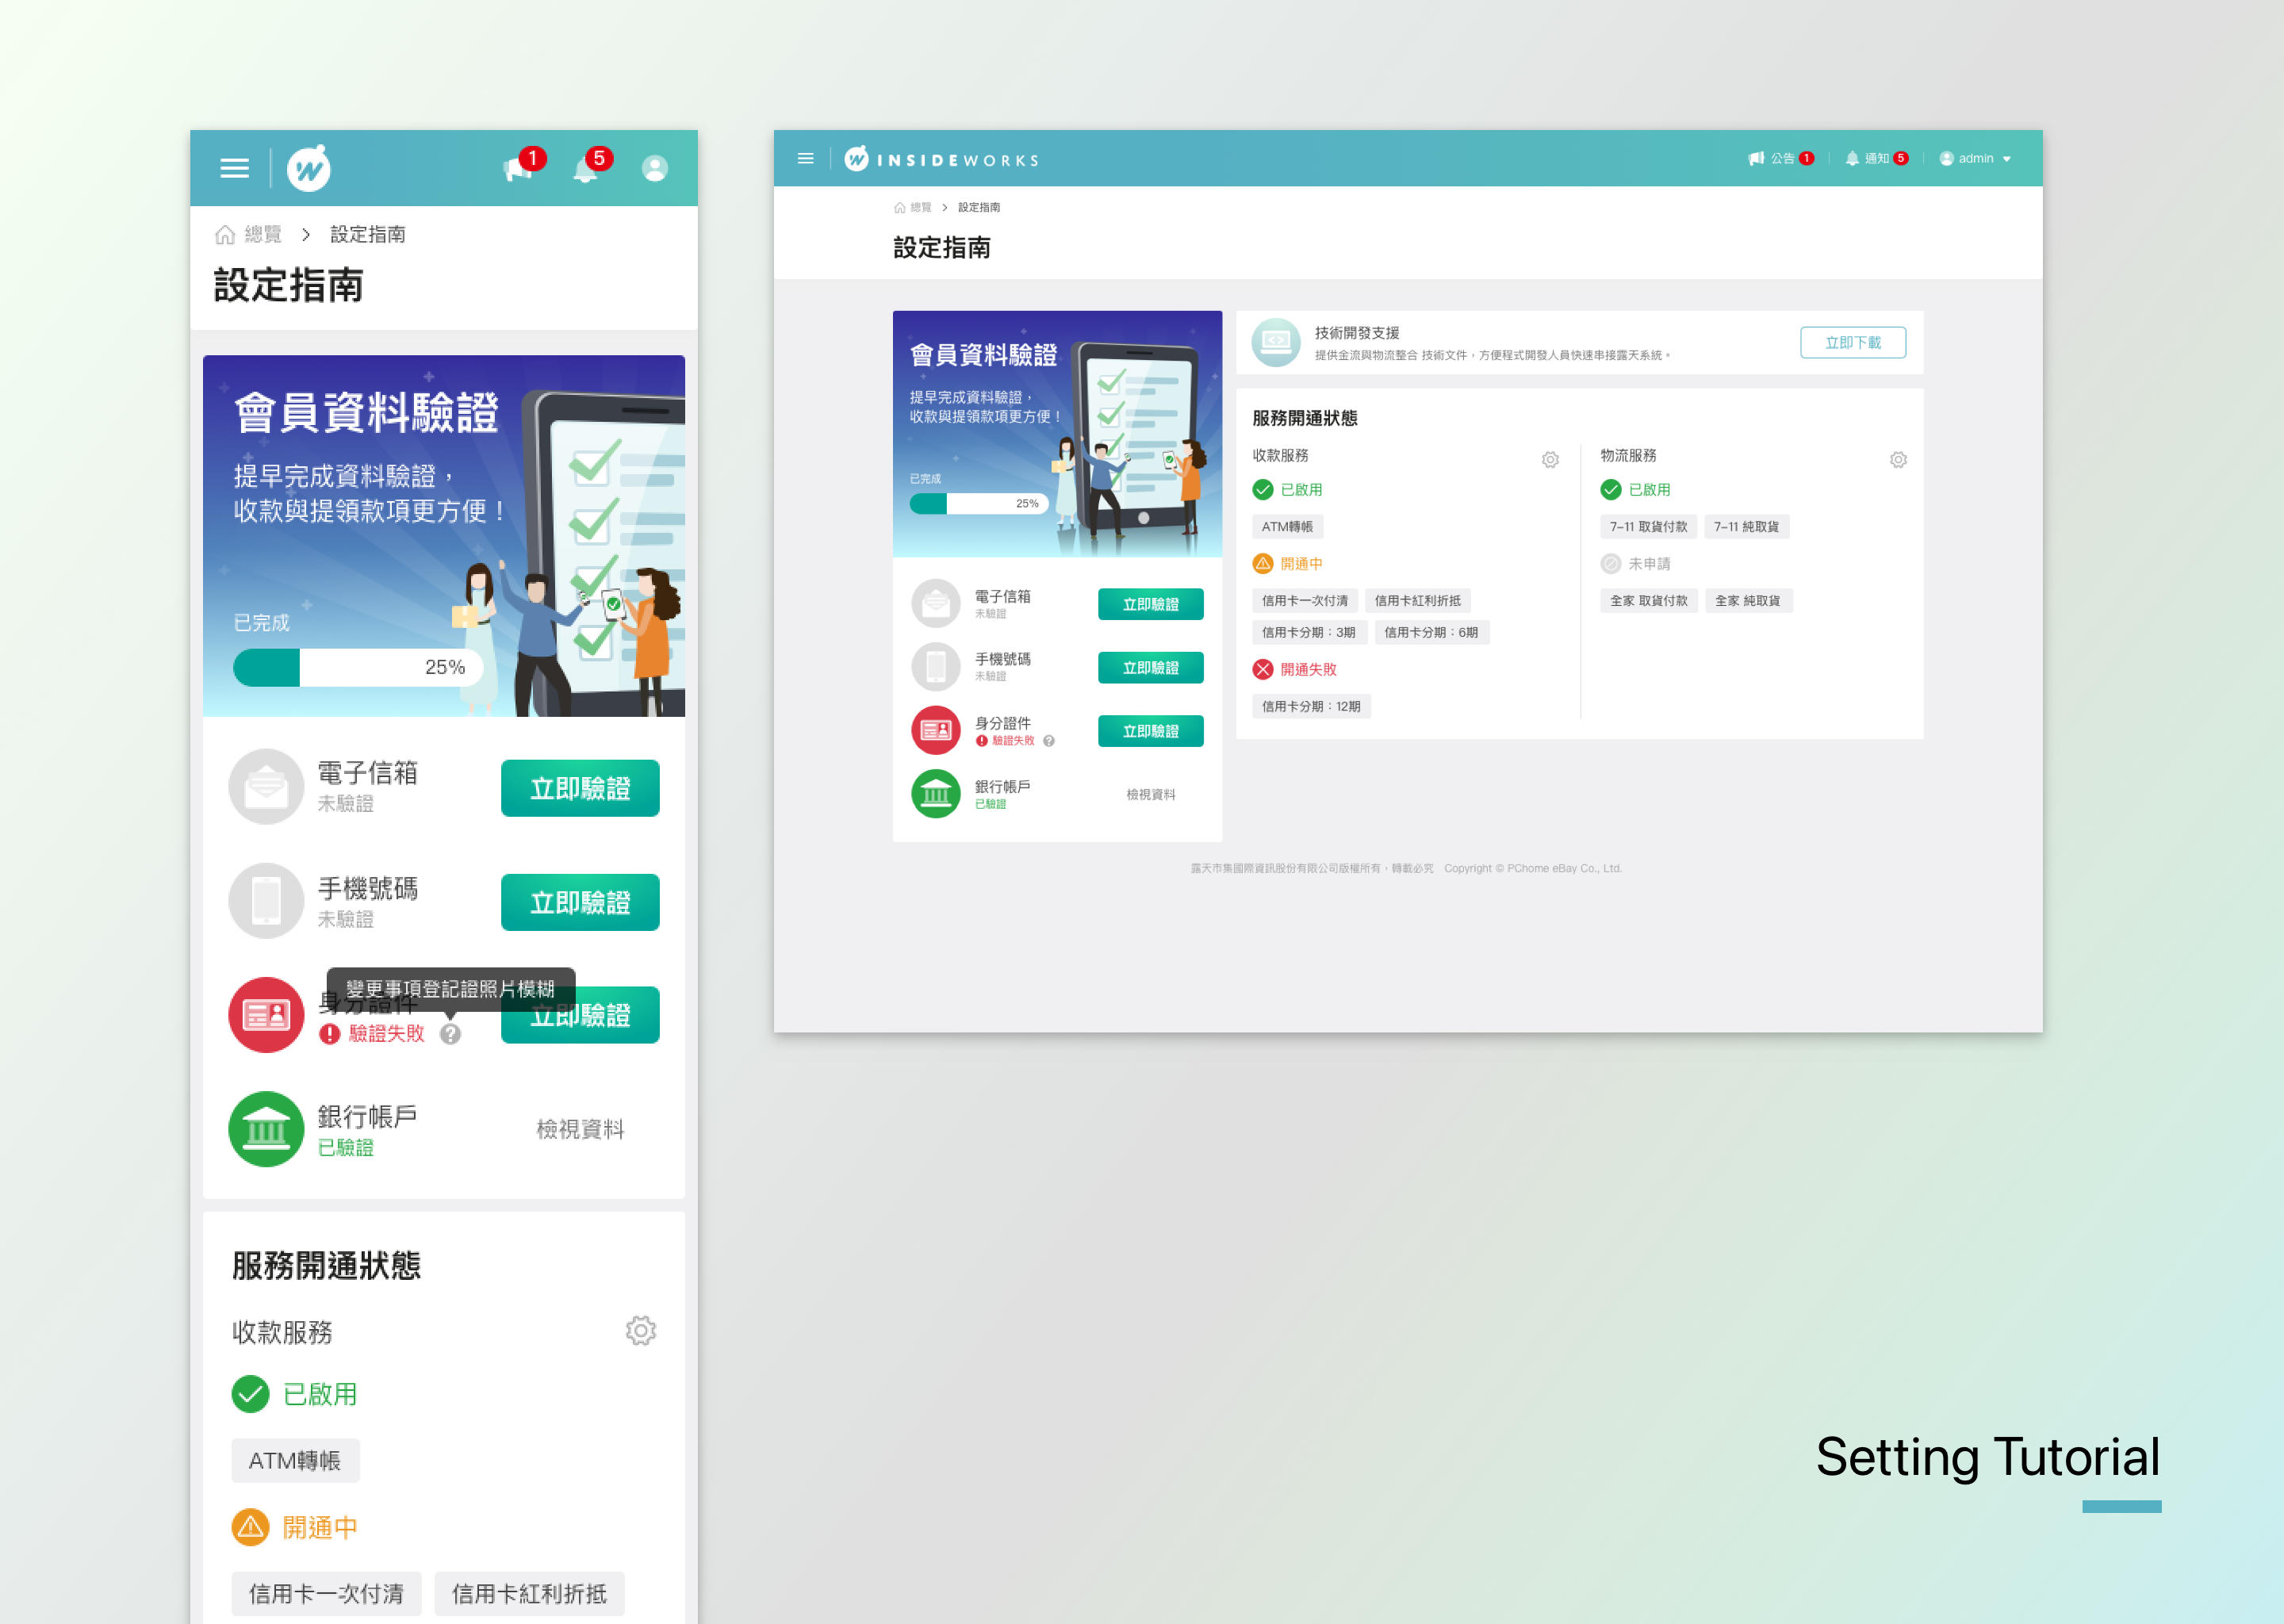 1
5
總覽 > 設定指南
設定指南
會員資料驗證
提早完成資料驗證，
收款與提領款項更方便！
已完成
25%
電子信箱
未驗證
立即驗證
手機號碼
未驗證
立即驗證
變更事項登記證照片模糊
身分證件
驗證失敗
立即驗證
銀行帳戶
已驗證
檢視資料
服務開通狀態
收款服務
已啟用
ATM轉帳
開通中
信用卡一次付清 信用卡紅利折抵
INSIDEWORKS
公告 1 通知 5 admin
總覽 > 設定指南
設定指南
會員資料驗證
提早完成資料驗證，
收款與提領款項更方便！
已完成
25%
電子信箱
未驗證
立即驗證
手機號碼
未驗證
立即驗證
身分證件
驗證失敗
立即驗證
銀行帳戶
已驗證
檢視資料
技術開發支援
提供金流與物流整合 技術文件，方便程式開發人員快速串接露天系統。
立即下載
服務開通狀態
收款服務
已啟用
ATM轉帳
開通中
信用卡一次付清 信用卡紅利折抵
信用卡分期：3期 信用卡分期：6期
開通失敗
信用卡分期：12期
物流服務
已啟用
7-11 取貨付款 7-11 純取貨
未申請
全家 取貨付款 全家 純取貨
露天市集國際資訊股份有限公司版權所有，轉載必究 Copyright © PChome eBay Co., Ltd.
Setting Tutorial